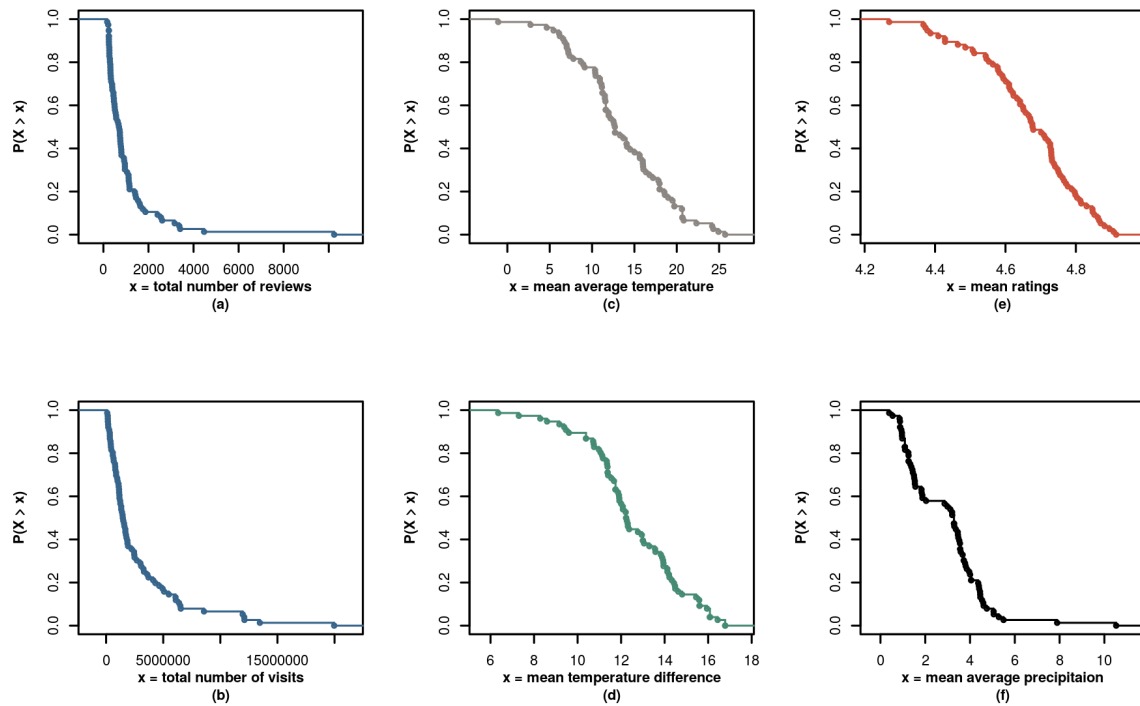 P(X > x)
0.0 0.2 0.4 0.6 0.8 1.0
0 2000 4000 6000 8000
x = total number of reviews
(a)
P(X > x)
0.0 0.2 0.4 0.6 0.8 1.0
0 5 10 15 20 25
x = mean average temperature
(c)
P(X > x)
0.0 0.2 0.4 0.6 0.8 1.0
4.2 4.4 4.6 4.8
x = mean ratings
(e)
P(X > x)
0.0 0.2 0.4 0.6 0.8 1.0
0 5000000 15000000
x = total number of visits
(b)
P(X > x)
0.0 0.2 0.4 0.6 0.8 1.0
6 8 10 12 14 16 18
x = mean temperature difference
(d)
P(X > x)
0.0 0.2 0.4 0.6 0.8 1.0
0 2 4 6 8 10
x = mean average precipitaion
(f)